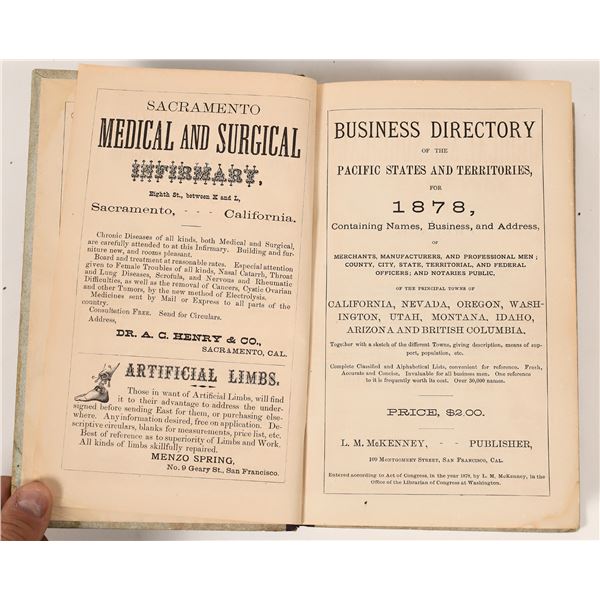 SACRAMENTO
MEDICAL AND SURGICAL
INFIRMARY,
Eighth St., between K and L,
Sacramento, - - - California.
Chronic Diseases of all kinds, both Medical and Surgical,
are carefully attended to at this Infirmary. Building and fur-
niture new, and rooms pleasant.
Board and treatment at reasonable rates. Especial attention
given to Female Troubles of all kinds, Nasal Catarrh, Throat
and Lung Diseases, Scrofula, and Nervous and Rheumatic
Difficulties, as well as the removal of Cancers, Cystic Ovarian
and other Tumors, by the new method of Electrolysis.
Medicines sent by Mail or Express to all parts of the
country.
Consultation FREE. Send for Circulars.
Address,
DR. A. C. HENRY & CO.,
SACRAMENTO, CAL.
ARTIFICIAL LIMBS.
Those in want of Artificial Limbs, will find
it to their advantage to address the under-
signed before sending East for them, or purchasing else-
where. Any information desired, free on application. De-
scriptive circulars, blanks for measurements, price list, etc.
Best of reference as to superiority of Limbs and Work.
All kinds of limbs skillfully repaired.
MENZO SPRING,
No. 9 Geary St., San Francisco.
BUSINESS DIRECTORY
OF THE
PACIFIC STATES AND TERRITORIES,
FOR
1878,
Containing Names, Business, and Address,
OF
MERCHANTS, MANUFACTURERS, AND PROFESSIONAL MEN;
COUNTY, CITY, STATE, TERRITORIAL, AND FEDERAL
OFFICERS; AND NOTARIES PUBLIC.
OF THE PRINCIPAL TOWNS OF
CALIFORNIA, NEVADA, OREGON, WASH-
INGTON, UTAH, MONTANA, IDAHO,
ARIZONA AND BRITISH COLUMBIA.
Together with a sketch of the different Towns, giving description, means of sup-
port, population, etc.
Complete Classified and Alphabetical Lists, convenient for reference. Fresh,
Accurate and Concise. Invaluable for all business men. One reference
to it is frequently worth its cost. Over 50,000 names.
PRICE, $2.00.
L. M. McKENNEY, - - PUBLISHER,
109 MONTGOMERY STREET, SAN FRANCISCO, CAL.
Entered according to Act of Congress, in the year 1878, by L. M. McKenney, in the
Office of the Librarian of Congress at Washington.